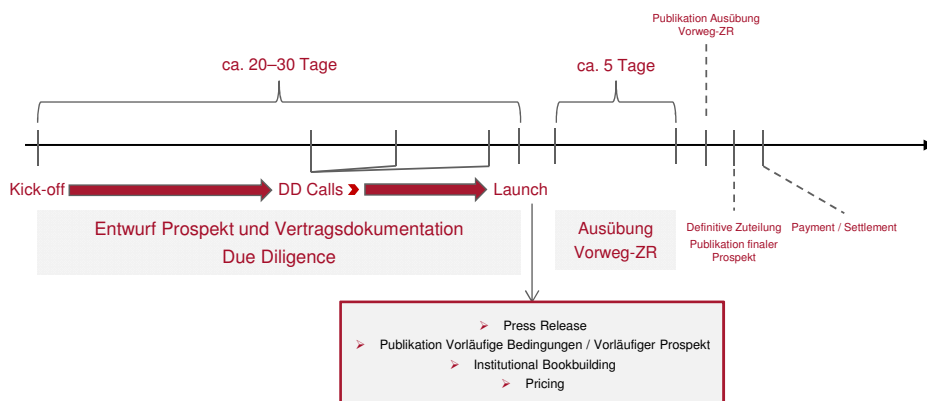 Publikation Ausübung
Vorweg-ZR
ca. 20–30 Tage
ca. 5 Tage
Kick-off
DD Calls
Launch
Entwurf Prospekt und Vertragsdokumentation
Due Diligence
Ausübung
Vorweg-ZR
Definitive Zuteilung
Publikation finaler
Prospekt
Payment / Settlement
Press Release
Publikation Vorläufige Bedingungen / Vorläufiger Prospekt
Institutional Bookbuilding
Pricing